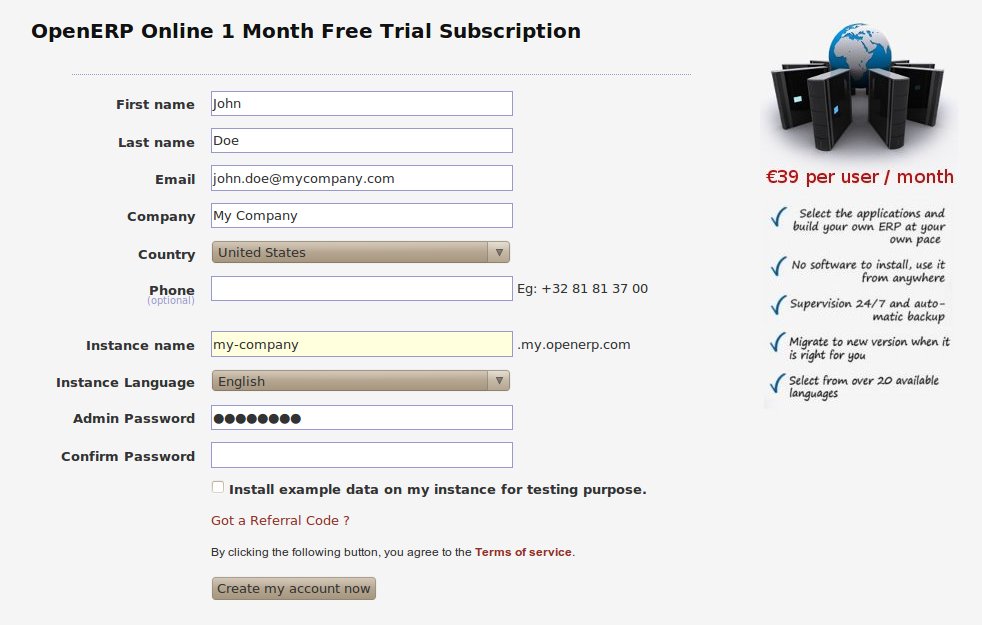 OpenERP Online 1 Month Free Trial Subscription
First name John
Last name Doe
Email john.doe@mycompany.com
Company My Company
Country United States
Phone Eg: +32 81 81 37 00
(optional)
Instance name my-company .my.openerp.com
Instance Language English
Admin Password ●●●●●●●●
Confirm Password
Install example data on my instance for testing purpose.
Got a Referral Code ?
By clicking the following button, you agree to the Terms of service.
Create my account now
€39 per user / month
Select the applications and
build your own ERP at your
own pace
No software to install, use it
from anywhere
Supervision 24/7 and auto-
matic backup
Migrate to new version when it
is right for you
Select from over 20 available
languages